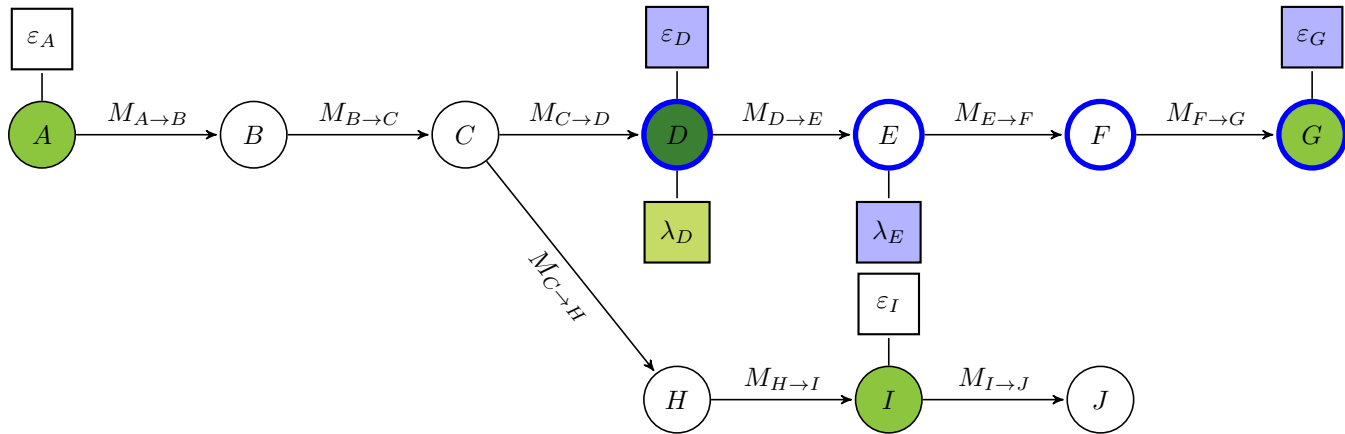 ε_A ε_D ε_G
M_{A→B} M_{B→C} M_{C→D} M_{D→E} M_{E→F} M_{F→G}
A B C D E F G
λ_D λ_E
M_{C→H}
ε_I
M_{H→I} M_{I→J}
H I J